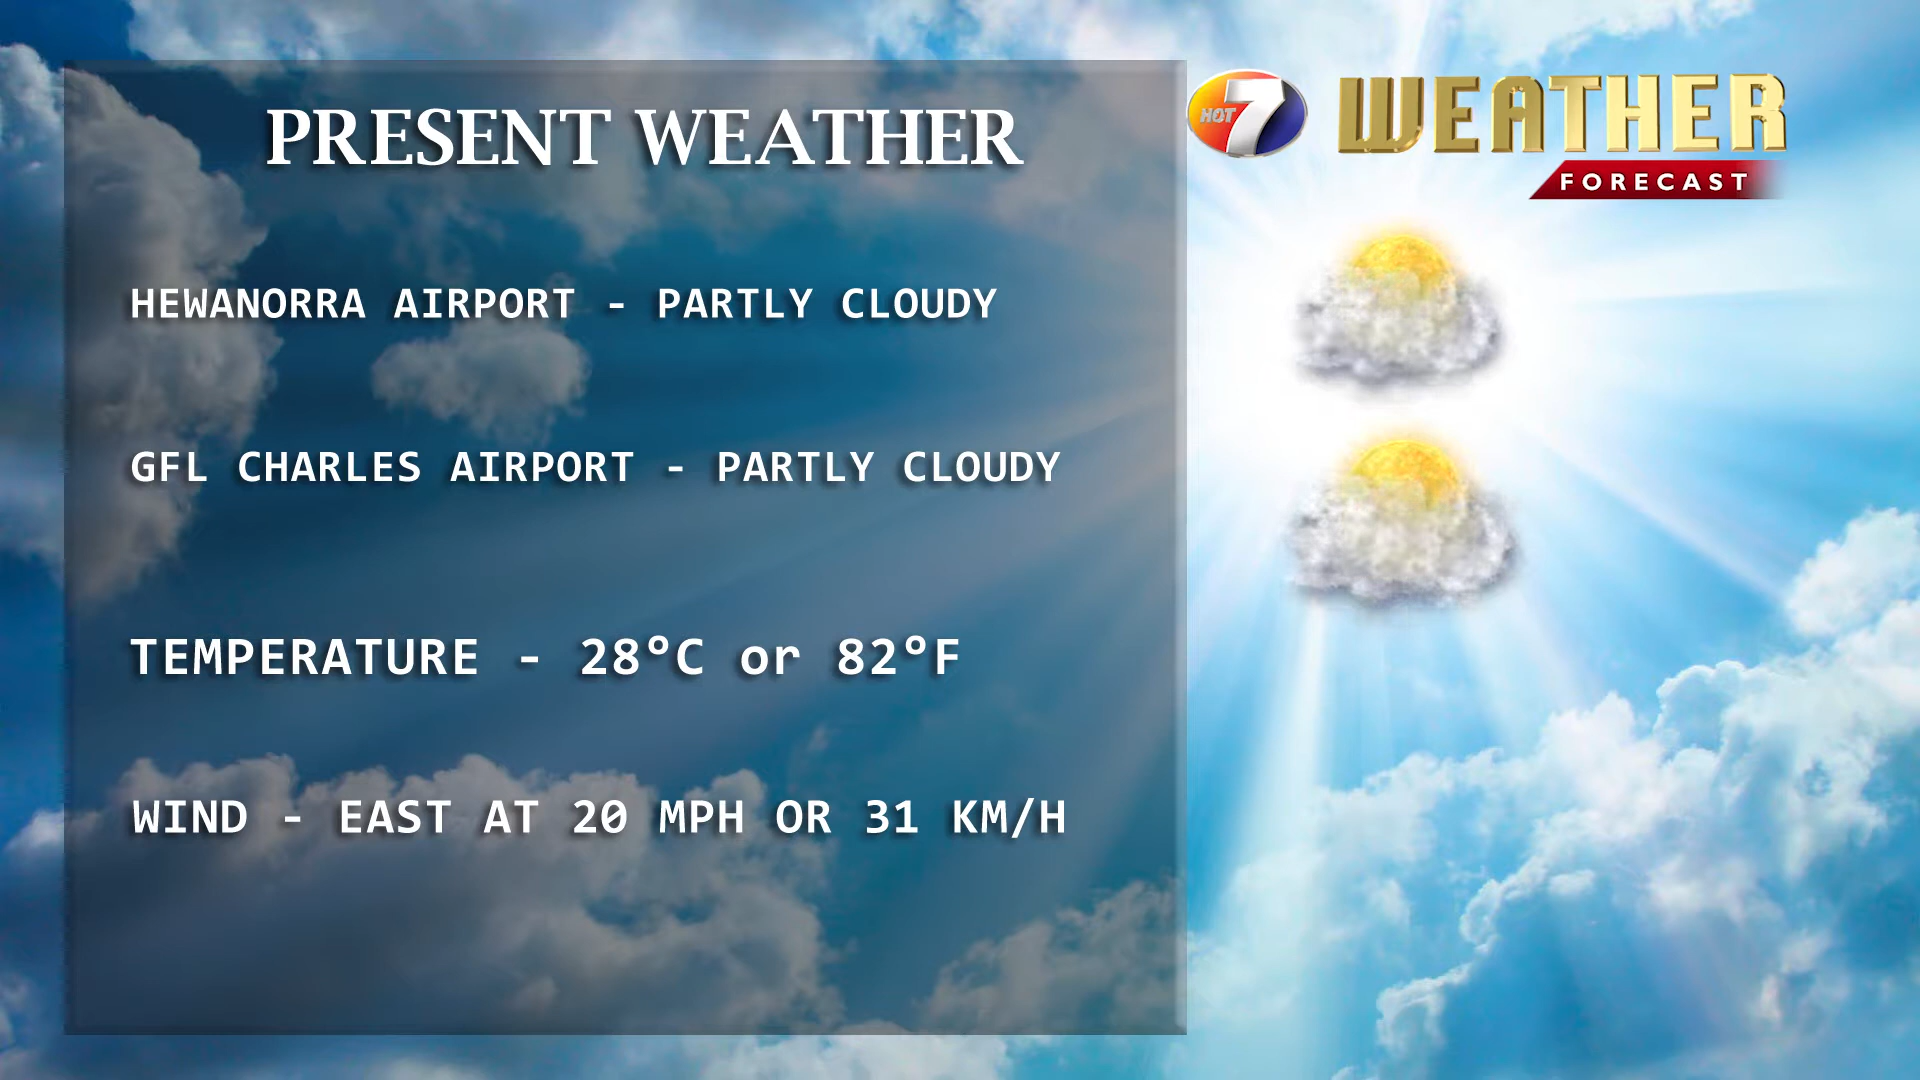 PRESENT WEATHER
HOT 7 WEATHER
FORECAST
HEWANORRA AIRPORT - PARTLY CLOUDY
GFL CHARLES AIRPORT - PARTLY CLOUDY
TEMPERATURE - 28°C or 82°F
WIND - EAST AT 20 MPH OR 31 KM/H